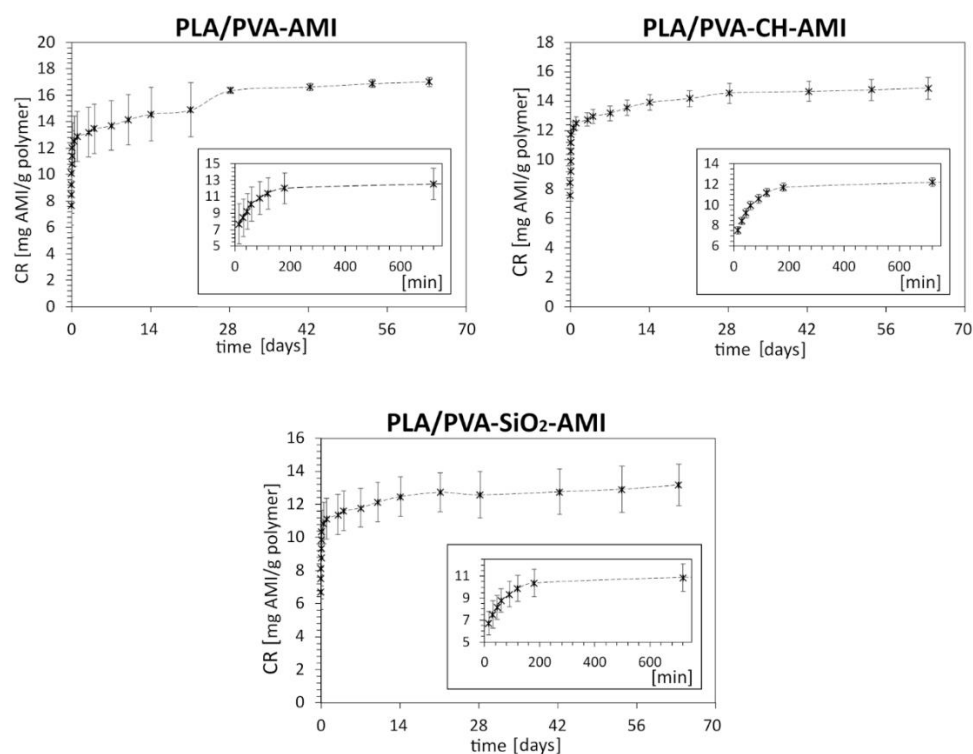 PLA/PVA-AMI
CR [mg AMI/g polymer]
20
18
16
14
12
10
8
6
4
2
0
0 14 28 42 56 70
time [days]
15
13
11
9
7
5
0 200 400 600
[min]
PLA/PVA-CH-AMI
CR [mg AMI/g polymer]
18
16
14
12
10
8
6
4
2
0
0 14 28 42 56 70
time [days]
14
12
10
8
6
0 200 400 600
[min]
PLA/PVA-SiO₂-AMI
CR [mg AMI/g polymer]
16
14
12
10
8
6
4
2
0
0 14 28 42 56 70
time [days]
11
9
7
5
0 200 400 600
[min]